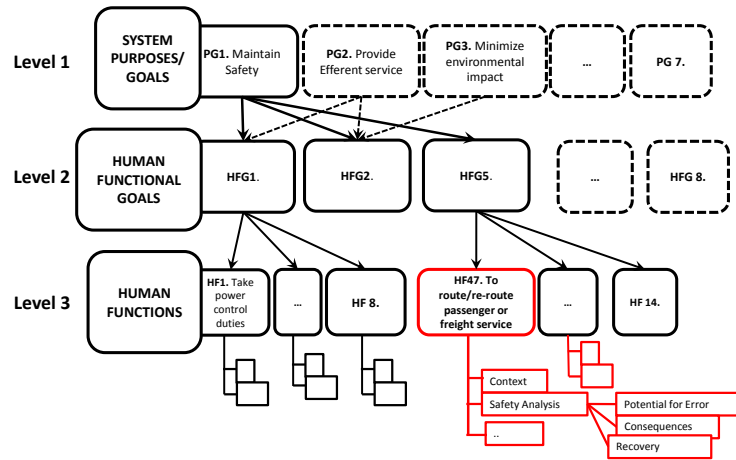 Level 1
SYSTEM
PURPOSES/
GOALS
PG1. Maintain
Safety
PG2. Provide
Efferent service
PG3. Minimize
environmental
impact
…
PG 7.
Level 2
HUMAN
FUNCTIONAL
GOALS
HFG1.
HFG2.
HFG5.
…
HFG 8.
Level 3
HUMAN
FUNCTIONS
HF1. Take
power
control
duties
…
HF 8.
HF47. To
route/re-route
passenger or
freight service
…
HF 14.
Context
Safety Analysis
..
Potential for Error
Consequences
Recovery